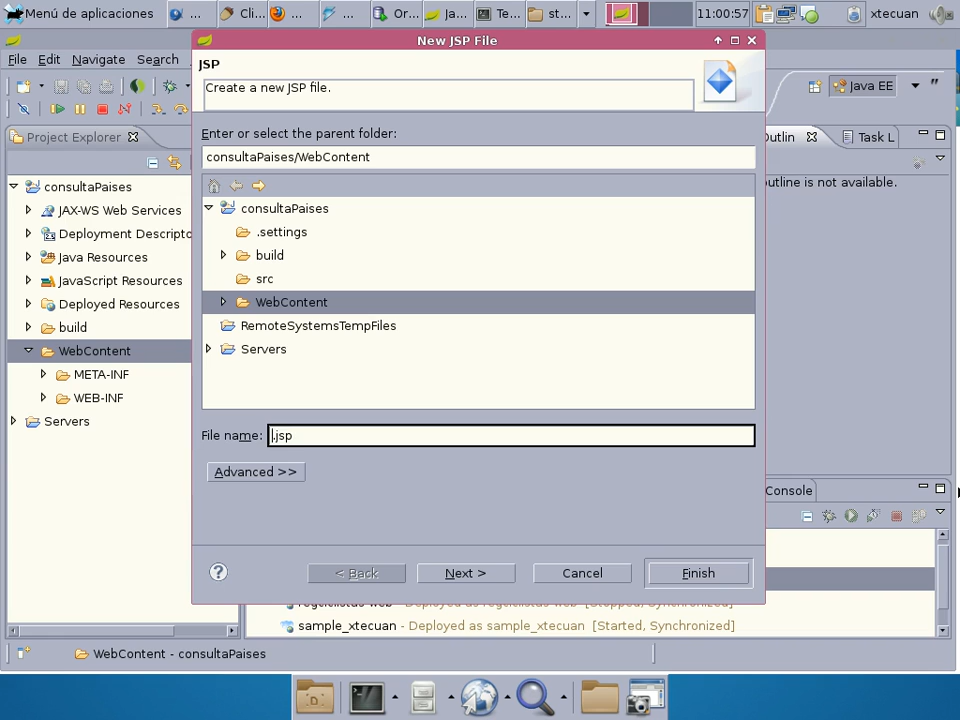 Menú de aplicaciones ... Cli... ... ... Or... Ja... Te... st... 11:00:57 xtecuan
New JSP File
File Edit Navigate Search
JSP
Create a new JSP file.
Java EE
Project Explorer
Outlin Task L
Enter or select the parent folder:
consultaPaises/WebContent
outline is not available.
consultaPaises
JAX-WS Web Services
Deployment Descripto
Java Resources
JavaScript Resources
Deployed Resources
build
WebContent
META-INF
WEB-INF
Servers
consultaPaises
.settings
build
src
WebContent
RemoteSystemsTempFiles
Servers
File name: .jsp
Advanced >>
Console
< Back Next > Cancel Finish
sample_xtecuan - Deployed as sample_xtecuan [Started, Synchronized]
WebContent - consultaPaises